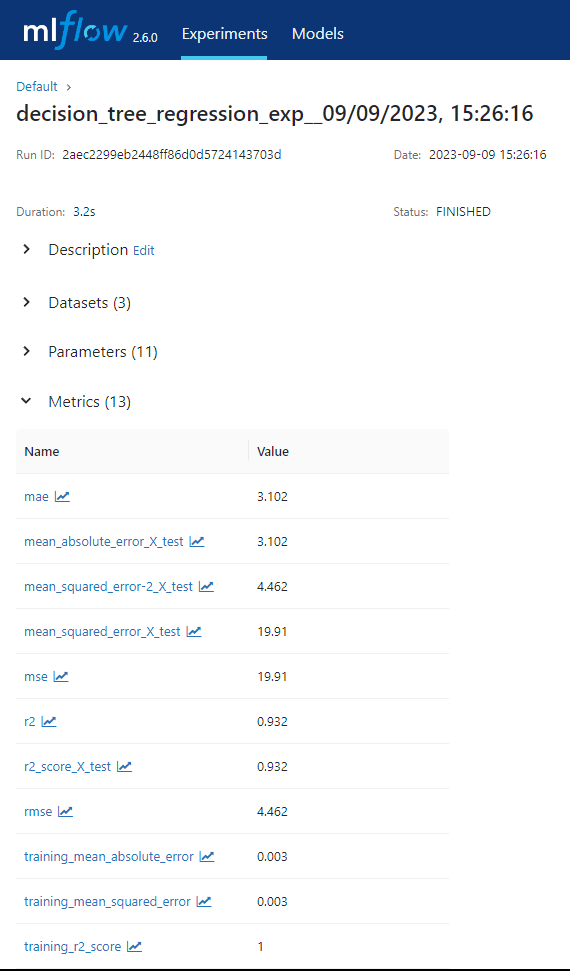 mlflow 2.6.0 Experiments Models
Default
decision_tree_regression_exp__09/09/2023, 15:26:16
Run ID: 2aec2299eb2448ff86d0d5724143703d Date: 2023-09-09 15:26:16
Duration: 3.2s Status: FINISHED
Description Edit
Datasets (3)
Parameters (11)
Metrics (13)
Name Value
mae 3.102
mean_absolute_error_X_test 3.102
mean_squared_error-2_X_test 4.462
mean_squared_error_X_test 19.91
mse 19.91
r2 0.932
r2_score_X_test 0.932
rmse 4.462
training_mean_absolute_error 0.003
training_mean_squared_error 0.003
training_r2_score 1